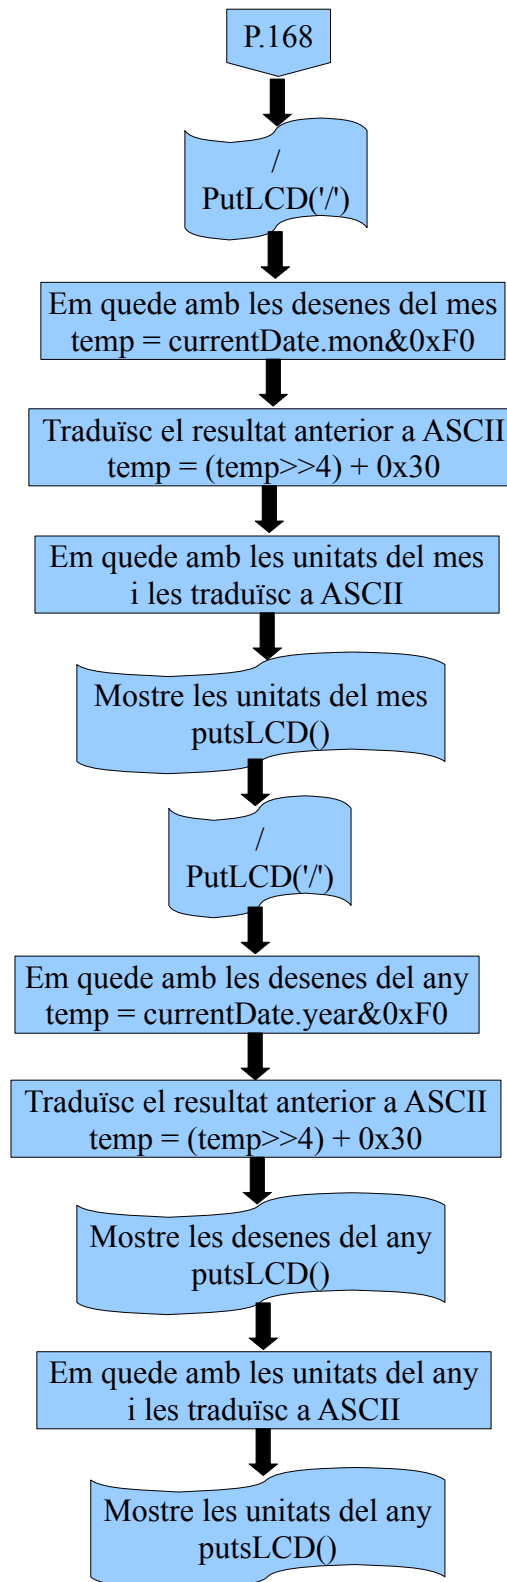 P.168
/
PutLCD('/')
Em quede amb les desenes del mes
temp = currentDate.mon&0xF0
Traduïsc el resultat anterior a ASCII
temp = (temp>>4) + 0x30
Em quede amb les unitats del mes
i les traduïsc a ASCII
Mostre les unitats del mes
putsLCD()
/
PutLCD('/')
Em quede amb les desenes del any
temp = currentDate.year&0xF0
Traduïsc el resultat anterior a ASCII
temp = (temp>>4) + 0x30
Mostre les desenes del any
putsLCD()
Em quede amb les unitats del any
i les traduïsc a ASCII
Mostre les unitats del any
putsLCD()